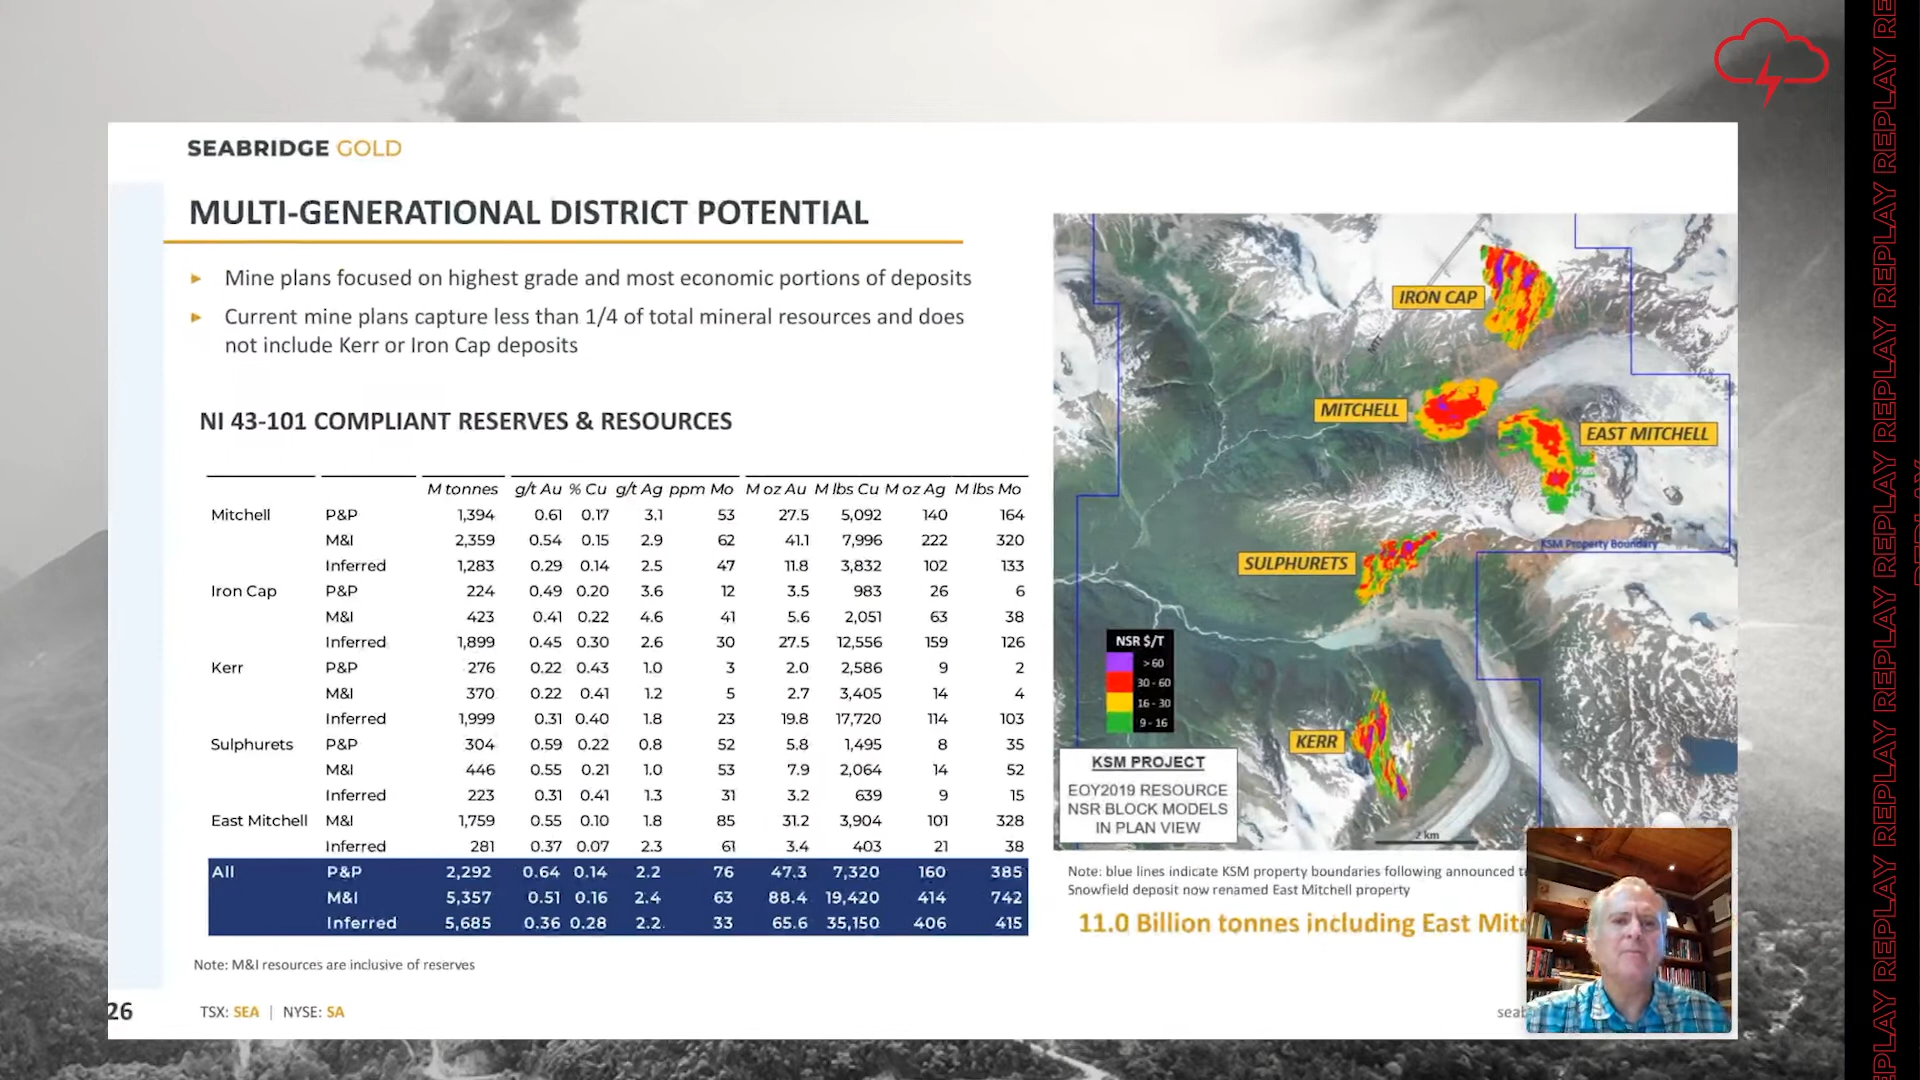 SEABRIDGE GOLD
MULTI-GENERATIONAL DISTRICT POTENTIAL
Mine plans focused on highest grade and most economic portions of deposits
Current mine plans capture less than 1/4 of total mineral resources and does
not include Kerr or Iron Cap deposits
NI 43-101 COMPLIANT RESERVES & RESOURCES
M tonnes g/t Au % Cu g/t Ag ppm Mo M oz Au M lbs Cu M oz Ag M lbs Mo
Mitchell P&P 1,394 0.61 0.17 3.1 53 27.5 5,092 140 164
M&I 2,359 0.54 0.15 2.9 62 41.1 7,996 222 320
Inferred 1,283 0.29 0.14 2.5 47 11.8 3,832 102 133
Iron Cap P&P 224 0.49 0.20 3.6 12 3.5 983 26 6
M&I 423 0.41 0.22 4.6 41 5.6 2,051 63 38
Inferred 1,899 0.45 0.30 2.6 30 27.5 12,556 159 126
Kerr P&P 276 0.22 0.43 1.0 3 2.0 2,586 9 2
M&I 370 0.22 0.41 1.2 5 2.7 3,405 14 4
Inferred 1,999 0.31 0.40 1.8 23 19.8 17,720 114 103
Sulphurets P&P 304 0.59 0.22 0.8 52 5.8 1,495 8 35
M&I 446 0.55 0.21 1.0 53 7.9 2,064 14 52
Inferred 223 0.31 0.41 1.3 31 3.2 639 9 15
East Mitchell M&I 1,759 0.55 0.10 1.8 85 31.2 3,904 101 328
Inferred 281 0.37 0.07 2.3 61 3.4 403 21 38
All P&P 2,292 0.64 0.14 2.2 76 47.3 7,320 160 385
M&I 5,357 0.51 0.16 2.4 63 88.4 19,420 414 742
Inferred 5,685 0.36 0.28 2.2 33 65.6 35,150 406 415
Note: M&I resources are inclusive of reserves
26
TSX: SEA | NYSE: SA
IRON CAP
MITCHELL
EAST MITCHELL
KSM Property Boundary
SULPHURETS
NSR $/T
>60
30 - 60
16 - 30
9 - 16
KERR
KSM PROJECT
EOY2019 RESOURCE
NSR BLOCK MODELS
IN PLAN VIEW
2 km
Note: blue lines indicate KSM property boundaries following announced
Snowfield deposit now renamed East Mitchell property
11.0 Billion tonnes including East
REPLAY REPLAY REPLAY REPLAY REPLAY REPLAY REPLAY REPLAY